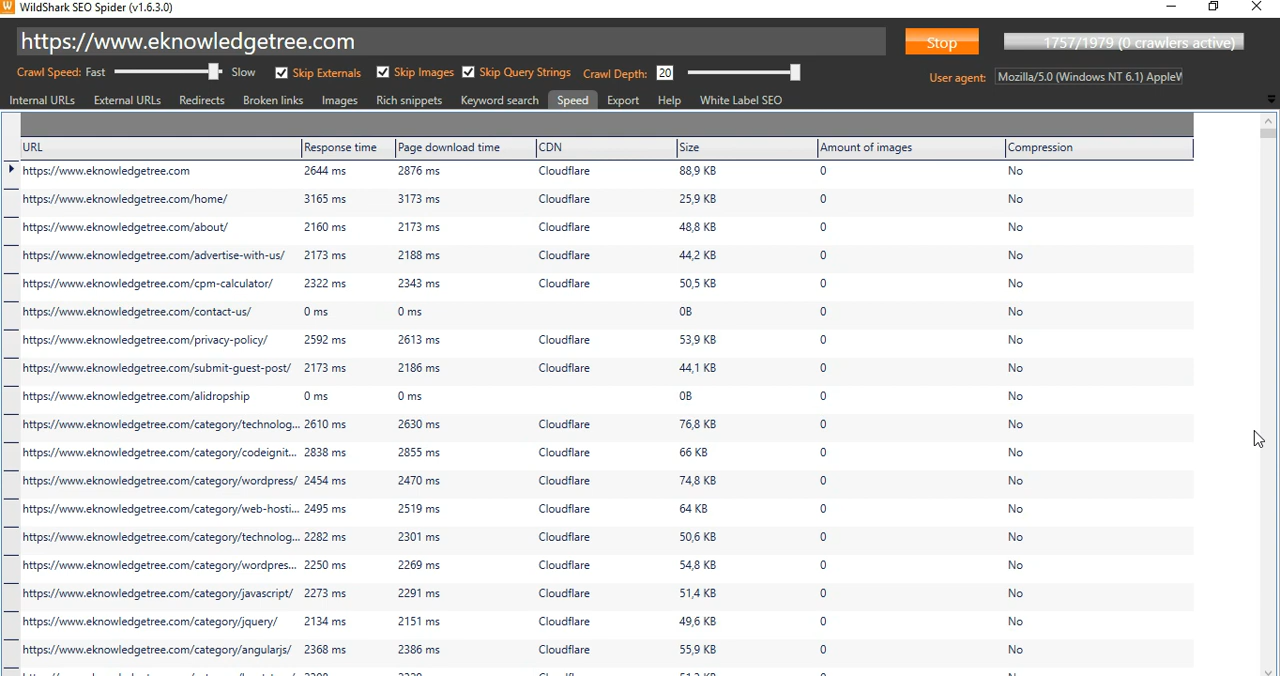 WildShark SEO Spider (v1.6.3.0)
https://www.eknowledgetree.com Stop 1757/1979 (0 crawlers active)
Crawl Speed: Fast Slow Skip Externals Skip Images Skip Query Strings Crawl Depth: 20 User agent: Mozilla/5.0 (Windows NT 6.1) AppleW
Internal URLs External URLs Redirects Broken links Images Rich snippets Keyword search Speed Export Help White Label SEO
URL Response time Page download time CDN Size Amount of images Compression
https://www.eknowledgetree.com 2644 ms 2876 ms Cloudflare 88,9 KB 0 No
https://www.eknowledgetree.com/home/ 3165 ms 3173 ms Cloudflare 25,9 KB 0 No
https://www.eknowledgetree.com/about/ 2160 ms 2173 ms Cloudflare 48,8 KB 0 No
https://www.eknowledgetree.com/advertise-with-us/ 2173 ms 2188 ms Cloudflare 44,2 KB 0 No
https://www.eknowledgetree.com/cpm-calculator/ 2322 ms 2343 ms Cloudflare 50,5 KB 0 No
https://www.eknowledgetree.com/contact-us/ 0 ms 0 ms 0B 0 No
https://www.eknowledgetree.com/privacy-policy/ 2592 ms 2613 ms Cloudflare 53,9 KB 0 No
https://www.eknowledgetree.com/submit-guest-post/ 2173 ms 2186 ms Cloudflare 44,1 KB 0 No
https://www.eknowledgetree.com/alidropship 0 ms 0 ms 0B 0 No
https://www.eknowledgetree.com/category/technolog... 2610 ms 2630 ms Cloudflare 76,8 KB 0 No
https://www.eknowledgetree.com/category/codeignit... 2838 ms 2855 ms Cloudflare 66 KB 0 No
https://www.eknowledgetree.com/category/wordpress/ 2454 ms 2470 ms Cloudflare 74,8 KB 0 No
https://www.eknowledgetree.com/category/web-hosti... 2495 ms 2519 ms Cloudflare 64 KB 0 No
https://www.eknowledgetree.com/category/technolog... 2282 ms 2301 ms Cloudflare 50,6 KB 0 No
https://www.eknowledgetree.com/category/wordpres... 2250 ms 2269 ms Cloudflare 54,8 KB 0 No
https://www.eknowledgetree.com/category/javascript/ 2273 ms 2291 ms Cloudflare 51,4 KB 0 No
https://www.eknowledgetree.com/category/jquery/ 2134 ms 2151 ms Cloudflare 49,6 KB 0 No
https://www.eknowledgetree.com/category/angularjs/ 2368 ms 2386 ms Cloudflare 55,9 KB 0 No